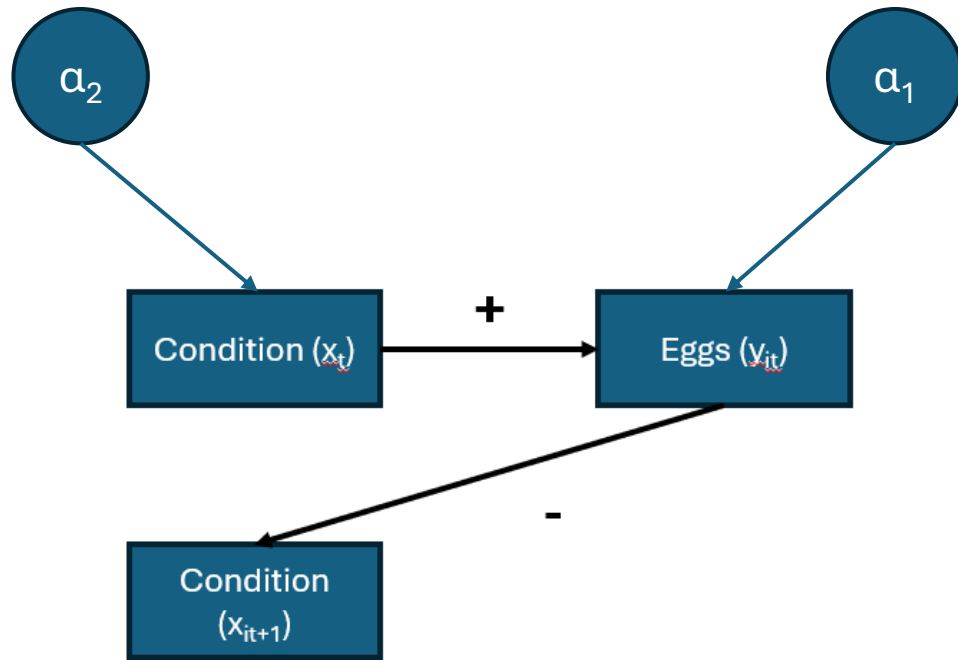 α₂
α₁
+
Condition (xₜ)
Eggs (yᵢₜ)
-
Condition
(xᵢₜ₊₁)